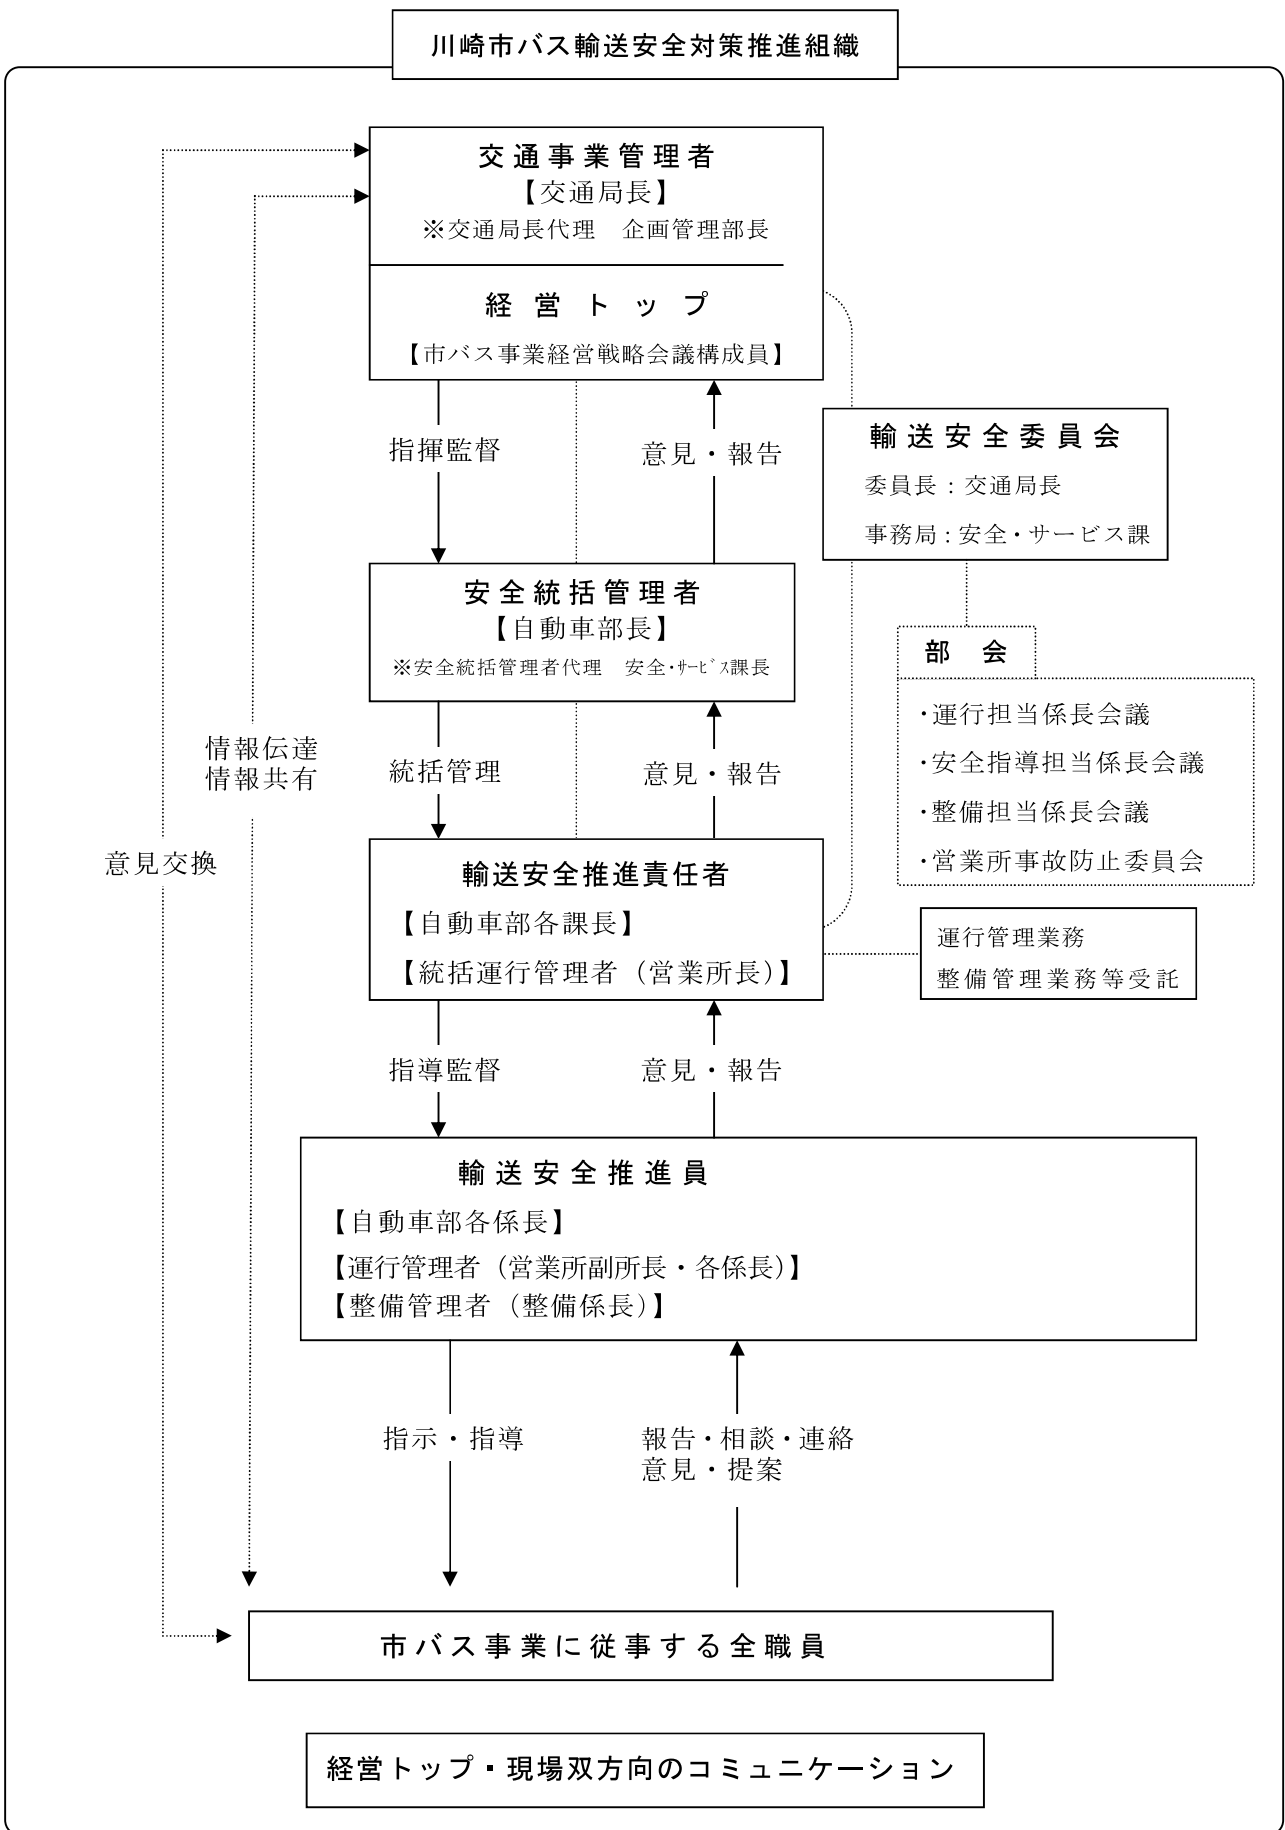 川崎市バス輸送安全対策推進組織
交通事業管理者
【交通局長】
※交通局長代理　企画管理部長
経営トップ
【市バス事業経営戦略会議構成員】
指揮監督
意見・報告
輸送安全委員会
委員長：交通局長
事務局：安全・サービス課
安全統括管理者
【自動車部長】
※安全統括管理者代理　安全・ｻｰﾋﾞｽ課長
部　会
・運行担当係長会議
・安全指導担当係長会議
・整備担当係長会議
・営業所事故防止委員会
情報伝達
情報共有
意見交換
統括管理
意見・報告
輸送安全推進責任者
【自動車部各課長】
【統括運行管理者（営業所長）】
運行管理業務
整備管理業務等受託
指導監督
意見・報告
輸送安全推進員
【自動車部各係長】
【運行管理者（営業所副所長・各係長）】
【整備管理者（整備係長）】
指示・指導
報告・相談・連絡
意見・提案
市バス事業に従事する全職員
経営トップ・現場双方向のコミュニケーション